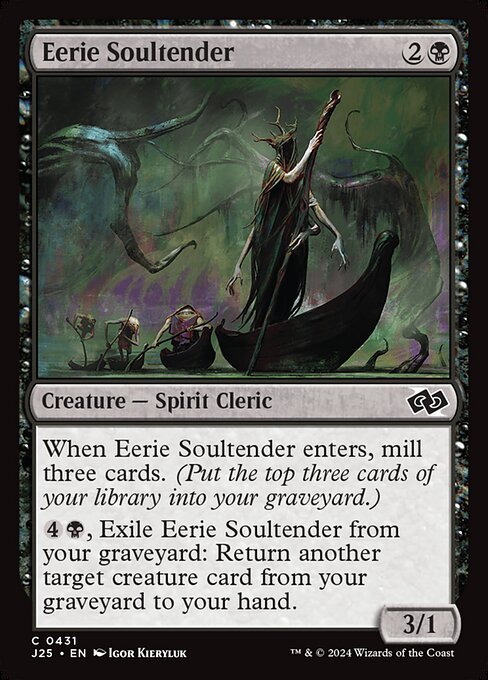 Eerie Soultender 2
Creature — Spirit Cleric
When Eerie Soultender enters, mill
three cards. (Put the top three cards of
your library into your graveyard.)
4, Exile Eerie Soultender from
your graveyard: Return another
target creature card from your
graveyard to your hand.
3/1
C 0431
J25 • EN Igor Kieryluk
™ & © 2024 Wizards of the Coast